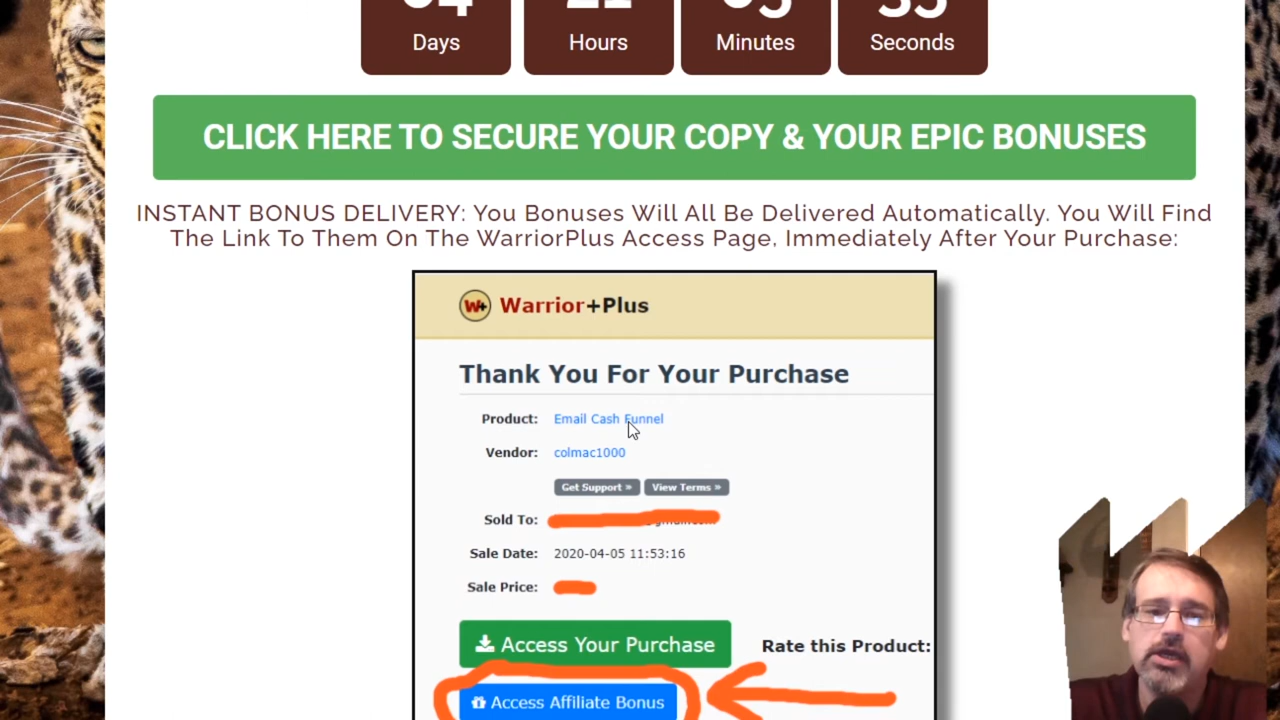 Days Hours Minutes Seconds
CLICK HERE TO SECURE YOUR COPY & YOUR EPIC BONUSES
INSTANT BONUS DELIVERY: You Bonuses Will All Be Delivered Automatically. You Will Find
The Link To Them On The WarriorPlus Access Page, Immediately After Your Purchase:
W+ Warrior+Plus
Thank You For Your Purchase
Product: Email Cash Funnel
Vendor: colmac1000
Get Support » View Terms »
Sold To:
Sale Date: 2020-04-05 11:53:16
Sale Price:
Access Your Purchase Rate this Product:
Access Affiliate Bonus